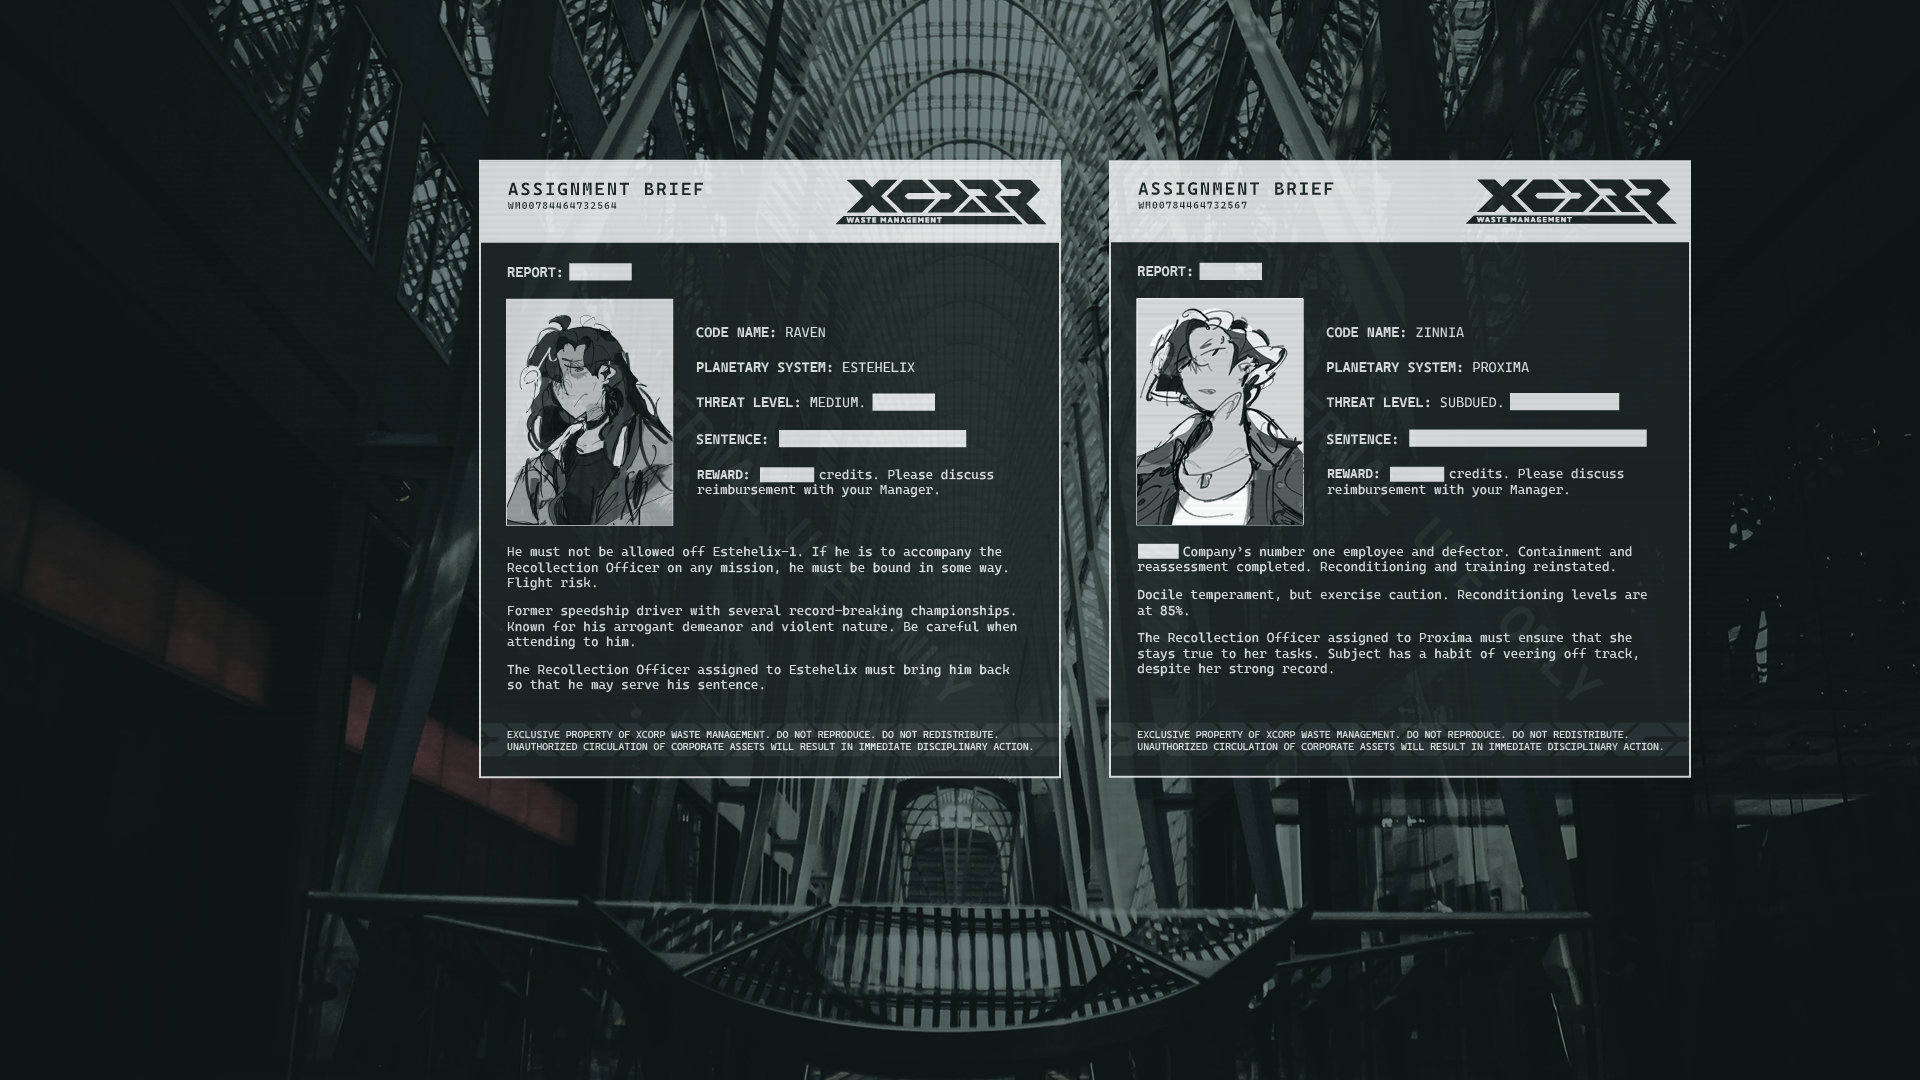 ASSIGNMENT BRIEF
WM00784464732564
XCORP
WASTE MANAGEMENT
REPORT:
CODE NAME: RAVEN
PLANETARY SYSTEM: ESTEHELIX
THREAT LEVEL: MEDIUM.
SENTENCE:
REWARD: credits. Please discuss
reimbursement with your Manager.
He must not be allowed off Estehelix-1. If he is to accompany the
Recollection Officer on any mission, he must be bound in some way.
Flight risk.
Former speedship driver with several record-breaking championships.
Known for his arrogant demeanor and violent nature. Be careful when
attending to him.
The Recollection Officer assigned to Estehelix must bring him back
so that he may serve his sentence.
EXCLUSIVE PROPERTY OF XCORP WASTE MANAGEMENT. DO NOT REPRODUCE. DO NOT REDISTRIBUTE.
UNAUTHORIZED CIRCULATION OF CORPORATE ASSETS WILL RESULT IN IMMEDIATE DISCIPLINARY ACTION.
ASSIGNMENT BRIEF
WM00784464732567
XCORP
WASTE MANAGEMENT
REPORT:
CODE NAME: ZINNIA
PLANETARY SYSTEM: PROXIMA
THREAT LEVEL: SUBDUED.
SENTENCE:
REWARD: credits. Please discuss
reimbursement with your Manager.
Company's number one employee and defector. Containment and
reassessment completed. Reconditioning and training reinstated.
Docile temperament, but exercise caution. Reconditioning levels are
at 85%.
The Recollection Officer assigned to Proxima must ensure that she
stays true to her tasks. Subject has a habit of veering off track,
despite her strong record.
EXCLUSIVE PROPERTY OF XCORP WASTE MANAGEMENT. DO NOT REPRODUCE. DO NOT REDISTRIBUTE.
UNAUTHORIZED CIRCULATION OF CORPORATE ASSETS WILL RESULT IN IMMEDIATE DISCIPLINARY ACTION.